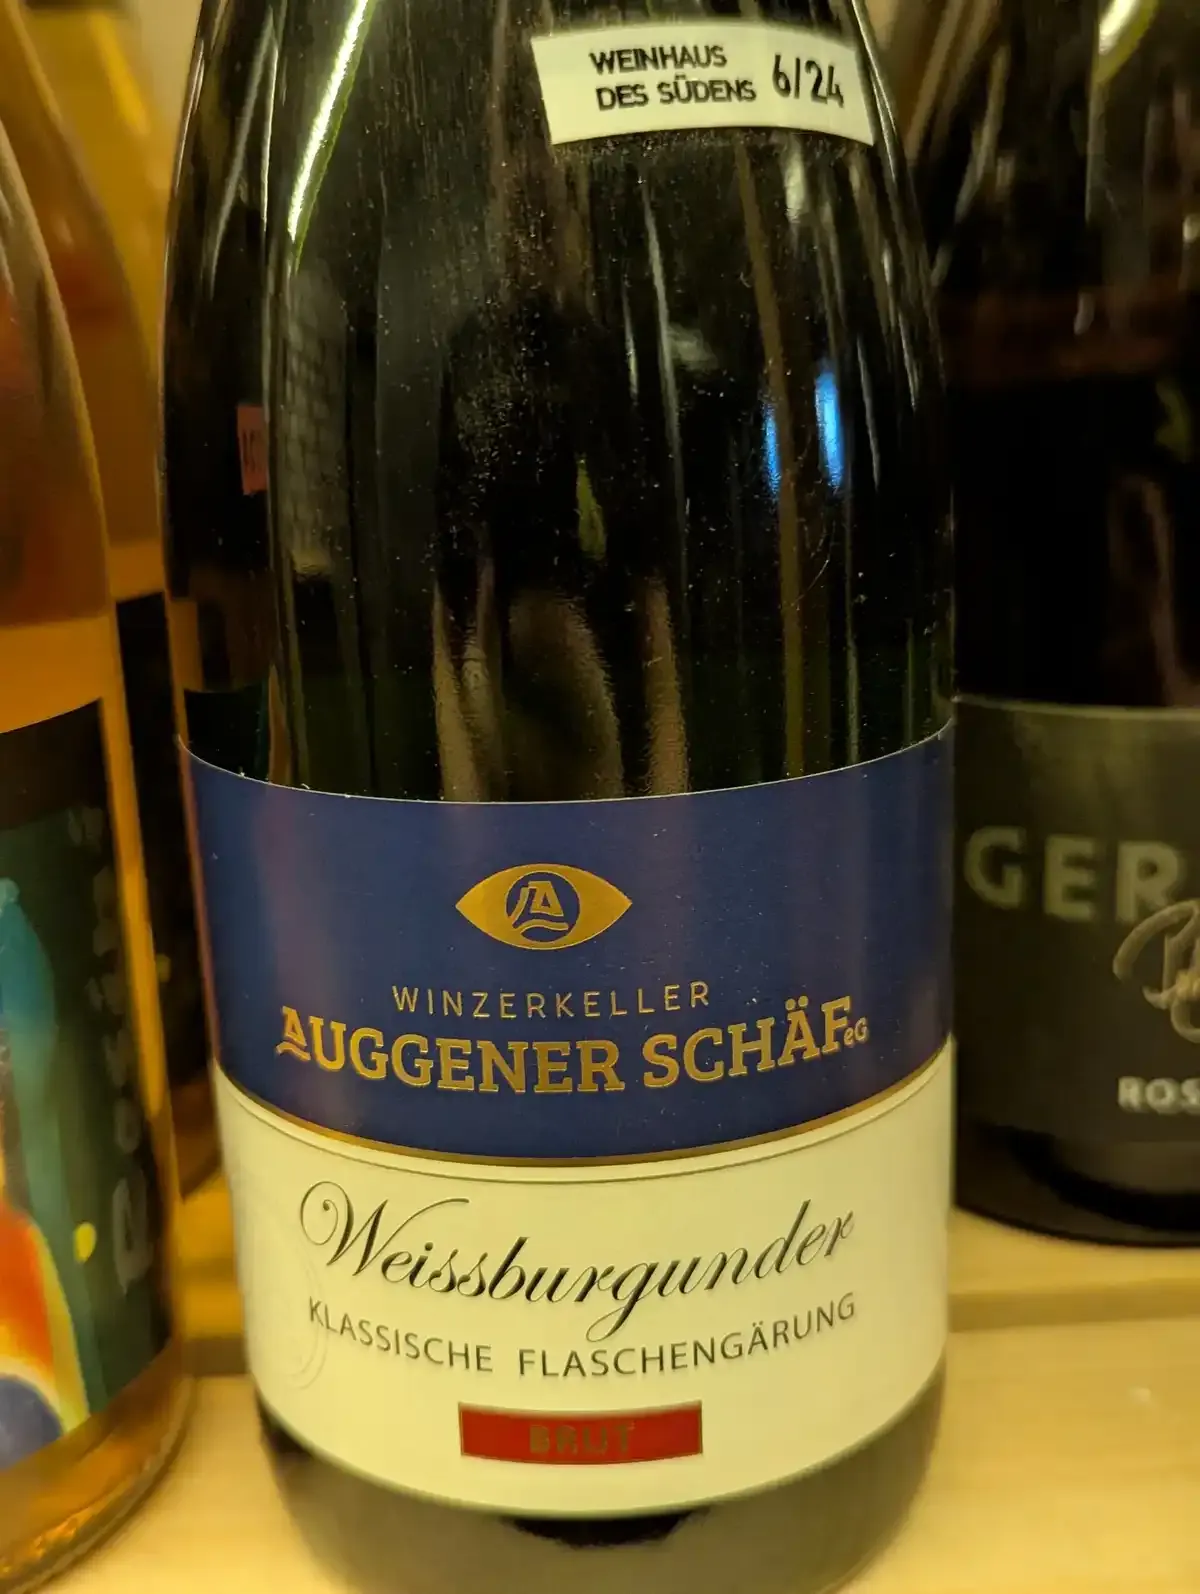 WEINHAUS
DES SÜDENS 6/24
WINZERKELLER
AUGGENER SCHÄF eG
Weissburgunder
KLASSISCHE FLASCHENGÄRUNG
BRUT
GER
ROS